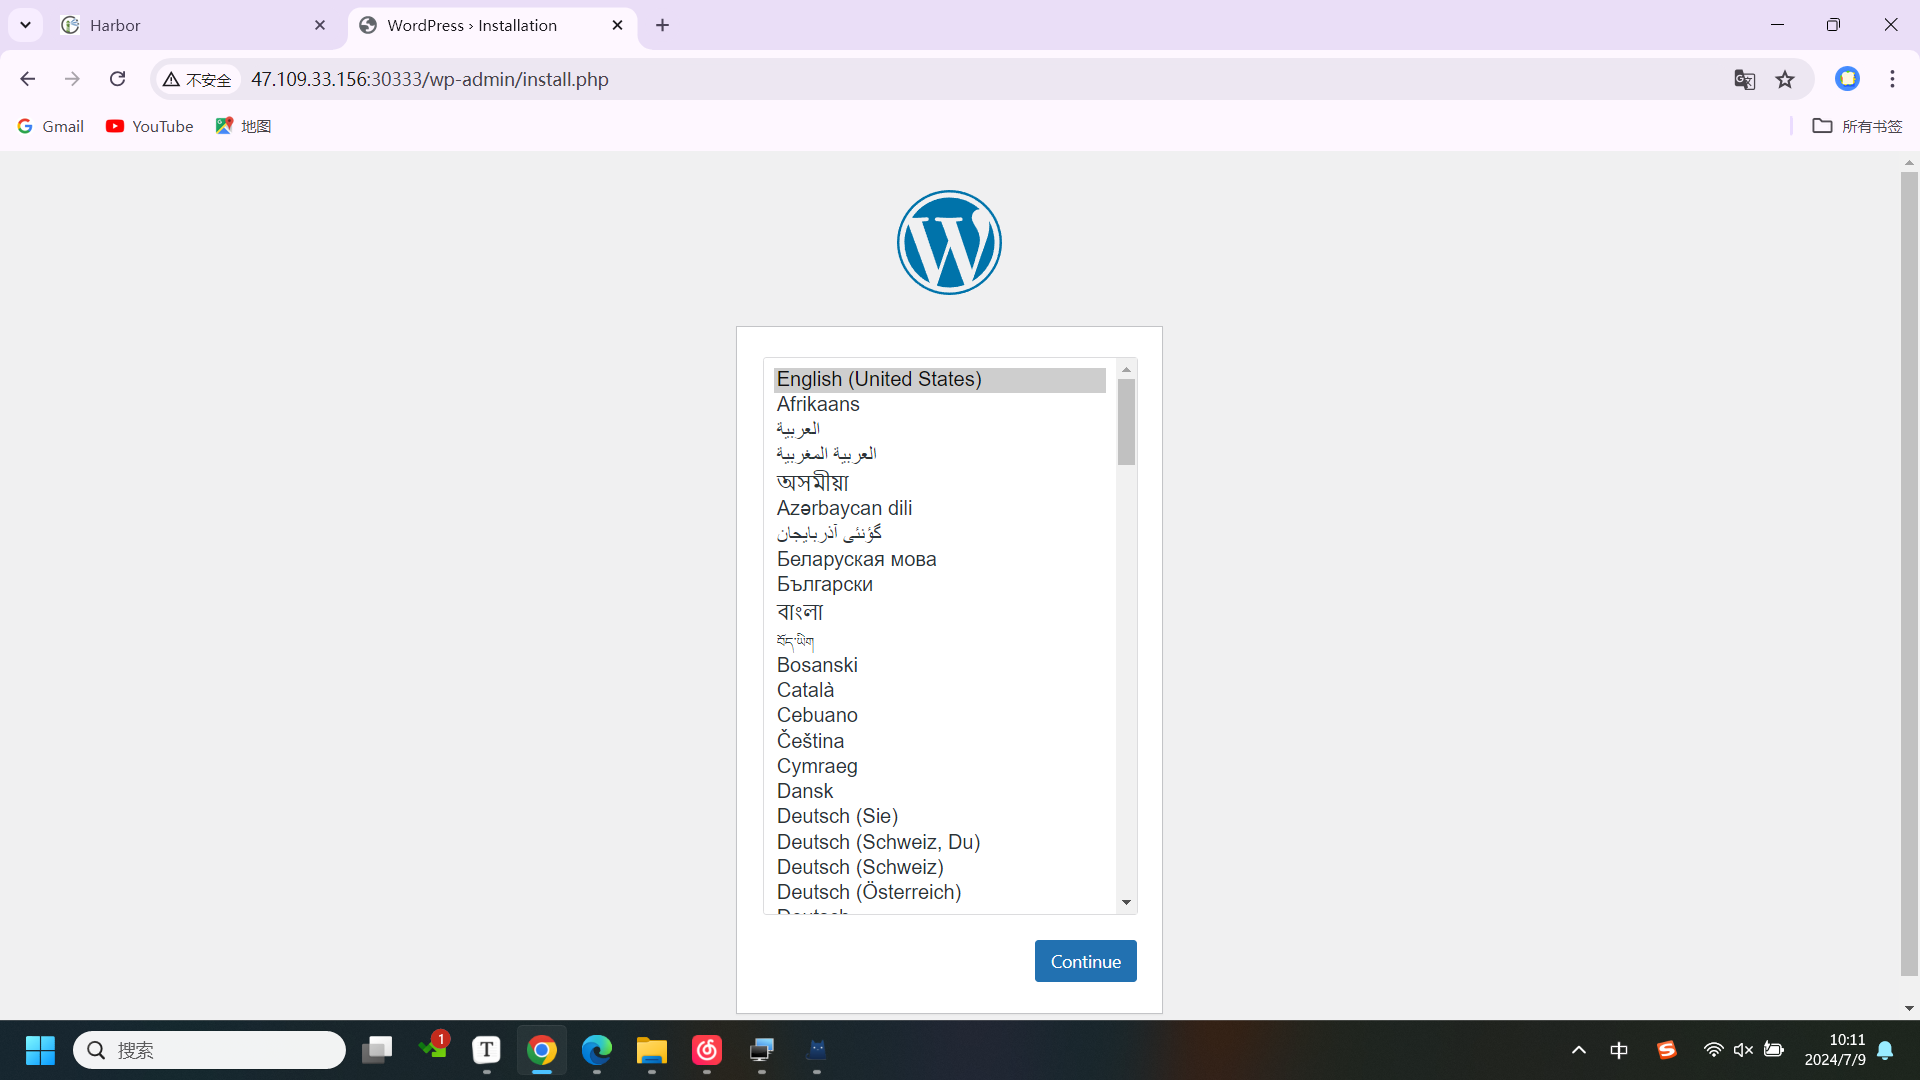 Harbor
WordPress › Installation
不安全
47.109.33.156:30333/wp-admin/install.php
Gmail
YouTube
地图
所有书签
English (United States)
Afrikaans
العربية
العربية المغربية
অসমীয়া
Azərbaycan dili
گؤنئی آذربایجان
Беларуская мова
Български
বাংলা
བོད་ཡིག
Bosanski
Català
Cebuano
Čeština
Cymraeg
Dansk
Deutsch (Sie)
Deutsch (Schweiz, Du)
Deutsch (Schweiz)
Deutsch (Österreich)
Deutsch
Continue
搜索
1
T
中
10:11
2024/7/9